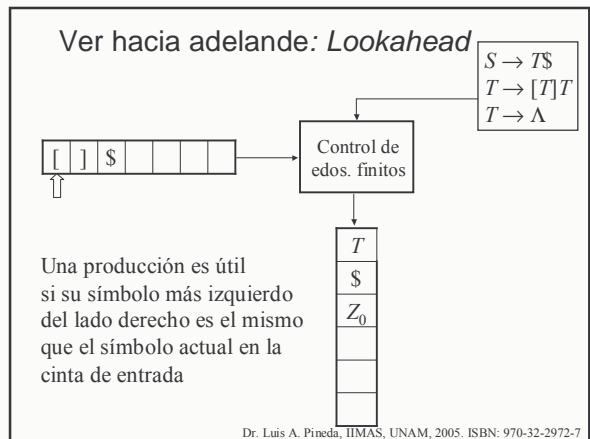 Ver hacia adelande: Lookahead
S → T$
T → [T]T
T → Λ
[ ] $
Control de
edos. finitos
T
$
Z₀
Una producción es útil
si su símbolo más izquierdo
del lado derecho es el mismo
que el símbolo actual en la
cinta de entrada
Dr. Luis A. Pineda, IIMAS, UNAM, 2005. ISBN: 970-32-2972-7